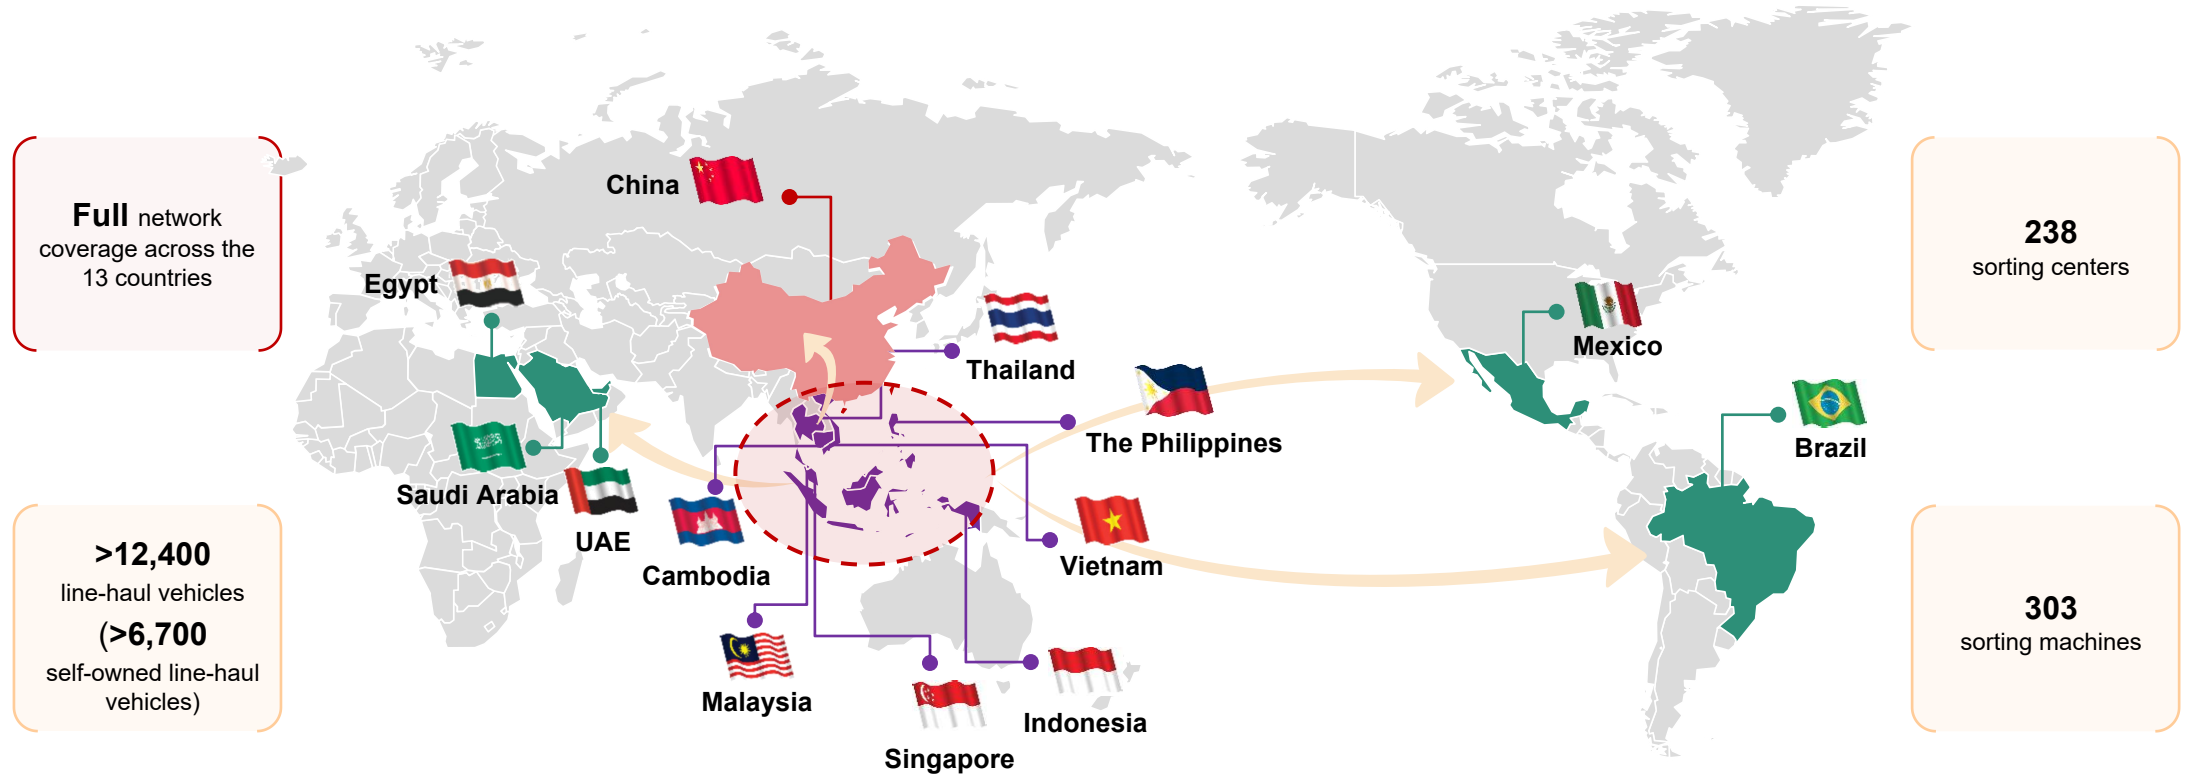 Full network
coverage across the
13 countries
>12,400
line-haul vehicles
(>6,700
self-owned line-haul
vehicles)
China
Egypt
Thailand
Saudi Arabia
UAE
The Philippines
Cambodia
Vietnam
Malaysia
Singapore
Indonesia
Mexico
Brazil
238
sorting centers
303
sorting machines